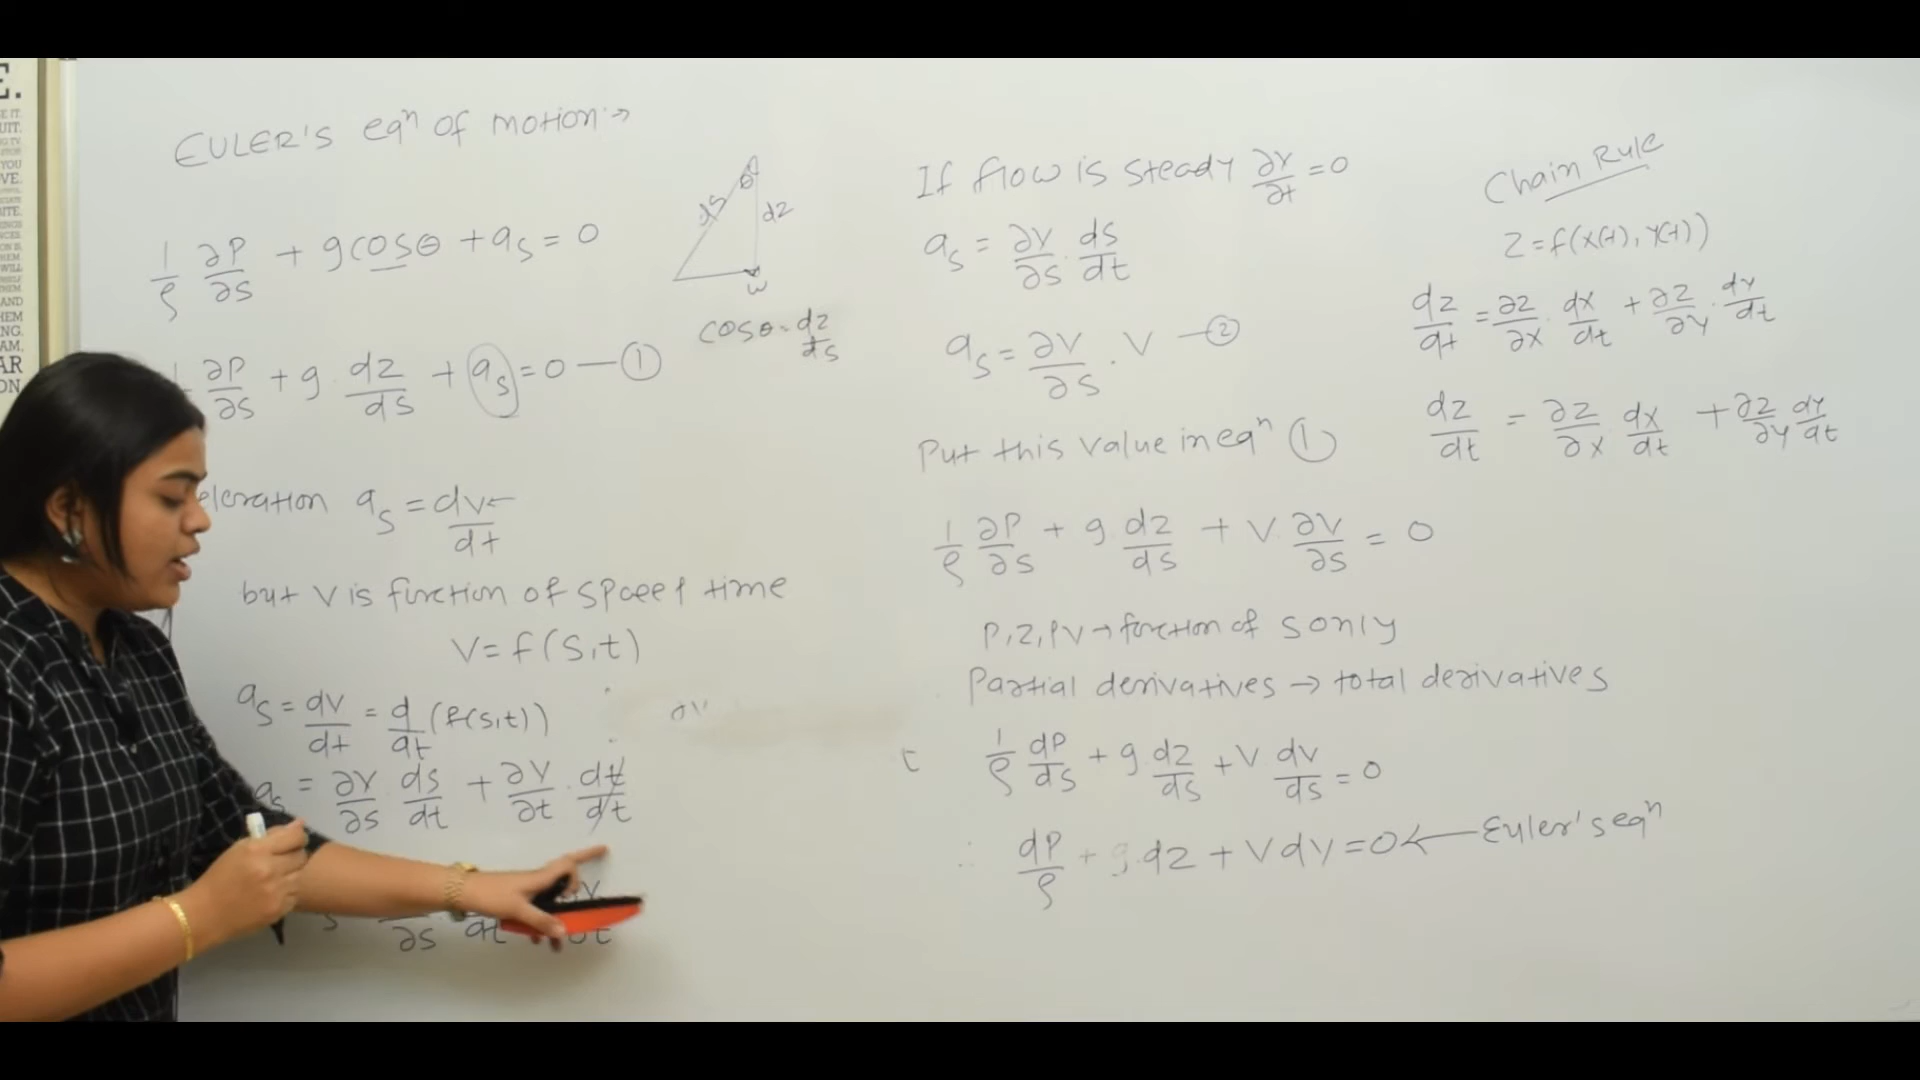 EULER'S eqⁿ of motion:→
1/ρ ∂P/∂s + g cosθ + as = 0
θ
ds
dz
w
cosθ = dz/ds
∂P/∂s + g dz/ds + as = 0 — ①
eleration as = dv/dt
but V is function of space & time
V = f(s,t)
as = dv/dt = d/dt (f(s,t))
as = ∂v/∂s ds/dt + ∂v/∂t · dt/dt
∂s dt ∂t
If flow is steady ∂v/∂t = 0
as = ∂v/∂s · ds/dt
as = ∂v/∂s · V — ②
Put this value in eqⁿ ①
1/ρ ∂P/∂s + g dz/ds + V ∂v/∂s = 0
P, z, & V → function of s only
Partial derivatives → total derivatives
1/ρ dP/ds + g dz/ds + V dv/ds = 0
∴ dP/ρ + g·dz + V dv = 0 ← Euler's eqⁿ
Chain Rule
Z = f(x(t), y(t))
dz/dt = ∂z/∂x · dx/dt + ∂z/∂y · dy/dt
dz/dt = ∂z/∂x dx/dt + ∂z/∂y dy/dt